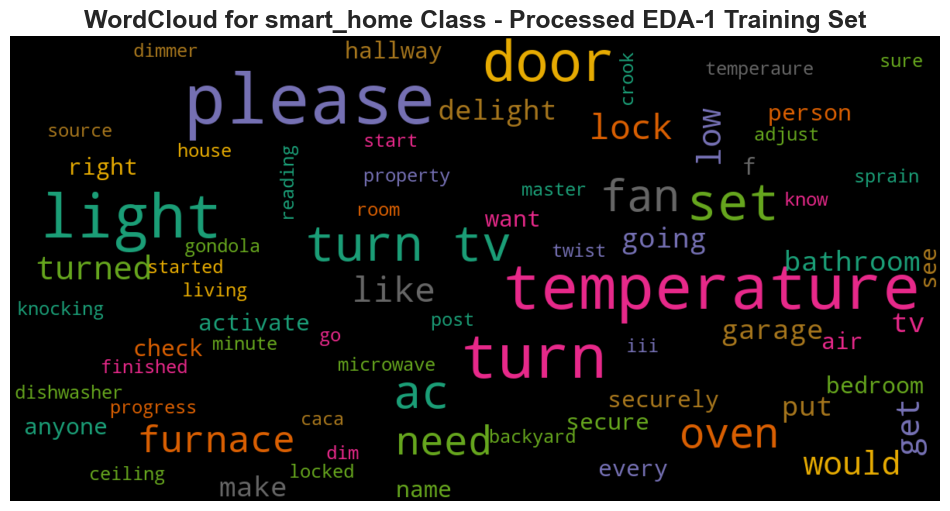 WordCloud for smart_home Class - Processed EDA-1 Training Set
dimmer
hallway
door
crook
temperaure
sure
please
delight
lock
low
person
adjust
source
right
house
start
reading
property
f
sprain
light
room
master
fan
set
know
want
going
gondola
turn tv
twist
bathroom
see
turned
started
living
like
temperature
knocking
activate
go
post
garage
tv
air
check
minute
turn
iii
finished
microwave
dishwasher
progress
ac
securely
put
bedroom
get
anyone
caca
furnace
need
backyard
secure
oven
ceiling
dim
locked
every
would
make
name